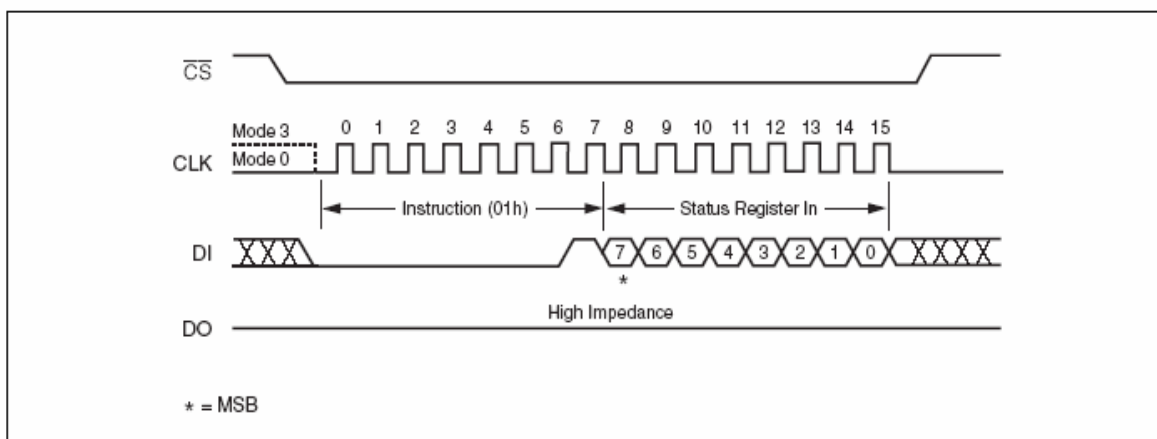 CS
Mode 3 0 1 2 3 4 5 6 7 8 9 10 11 12 13 14 15
Mode 0
CLK
Instruction (01h) Status Register In
DI 7 6 5 4 3 2 1 0
*
High Impedance
DO
* = MSB